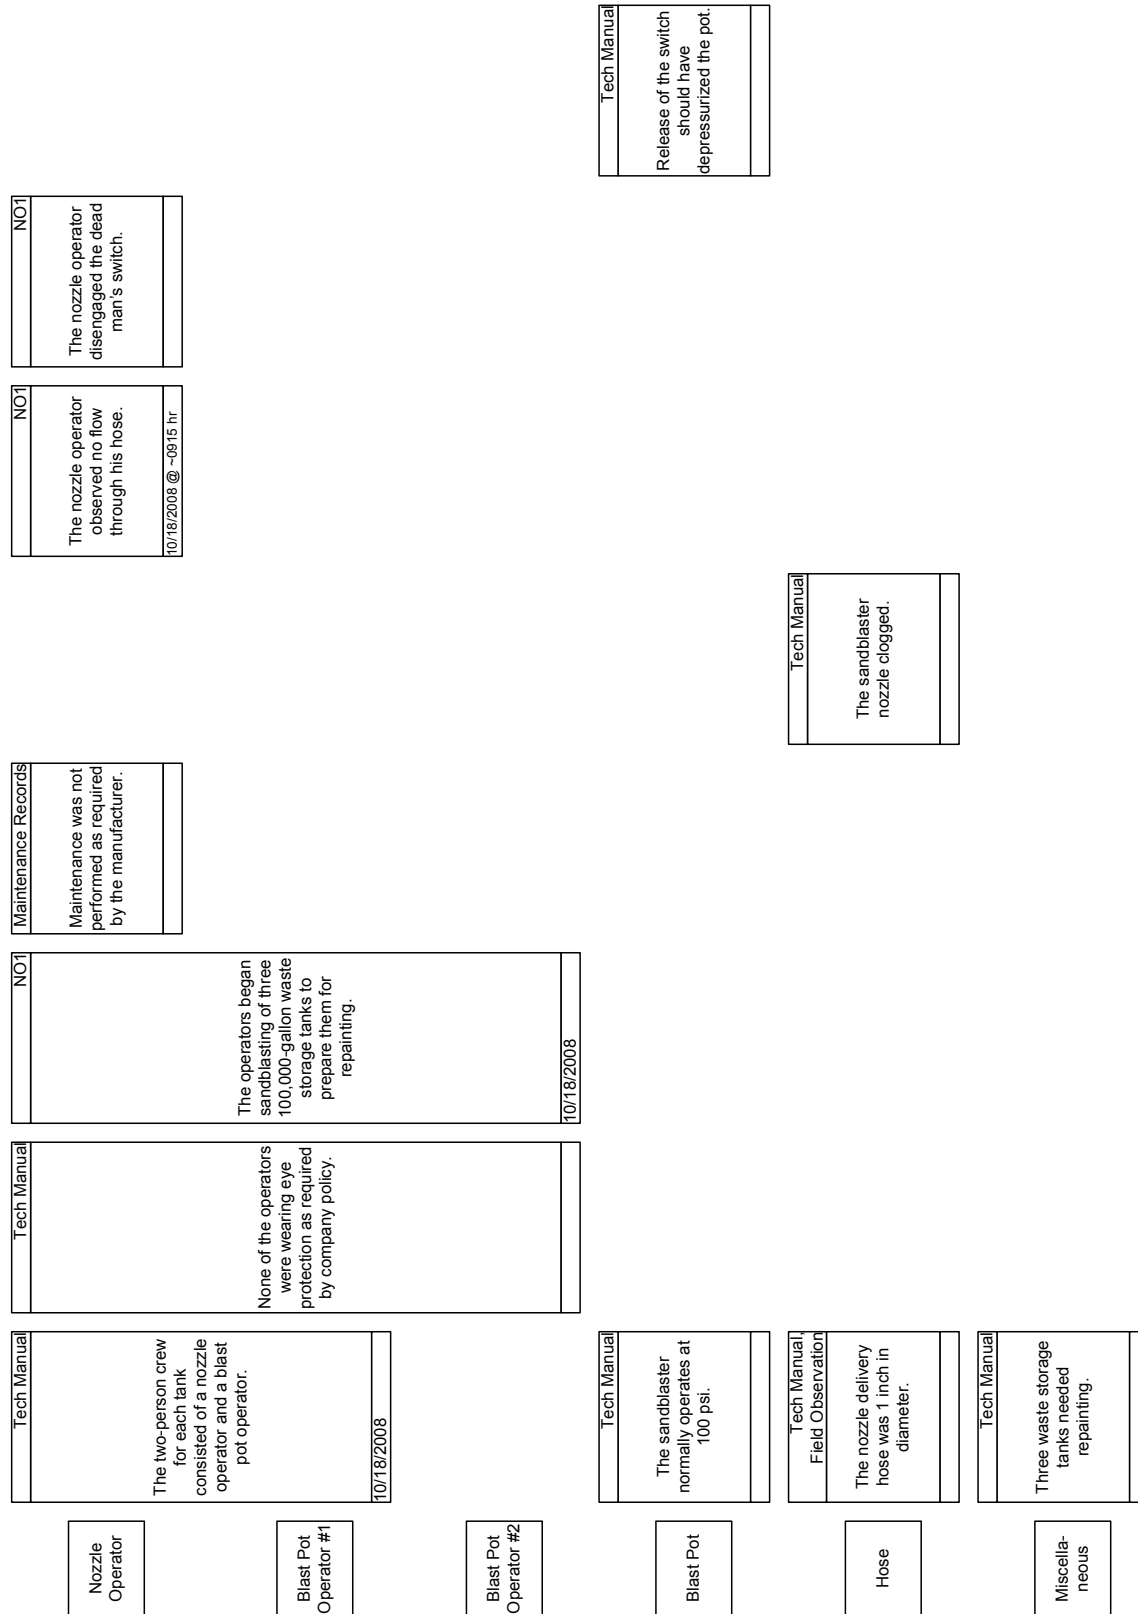 Nozzle
Operator
Tech Manual
The two-person crew
for each tank
consisted of a nozzle
operator and a blast
pot operator.
10/18/2008
Tech Manual
None of the operators
were wearing eye
protection as required
by company policy.
NO1
The operators began
sandblasting of three
100,000-gallon waste
storage tanks to
prepare them for
repainting.
10/18/2008
Maintenance Records
Maintenance was not
performed as required
by the manufacturer.
NO1
The nozzle operator
observed no flow
through his hose.
10/18/2008 @ ~0915 hr
NO1
The nozzle operator
disengaged the dead
man's switch.
Blast Pot
Operator #1
Blast Pot
Operator #2
Blast Pot
Tech Manual
The sandblaster
normally operates at
100 psi.
Tech Manual
Release of the switch
should have
depressurized the pot.
Hose
Tech Manual,
Field Observation
The nozzle delivery
hose was 1 inch in
diameter.
Tech Manual
The sandblaster
nozzle clogged.
Miscella-
neous
Tech Manual
Three waste storage
tanks needed
repainting.